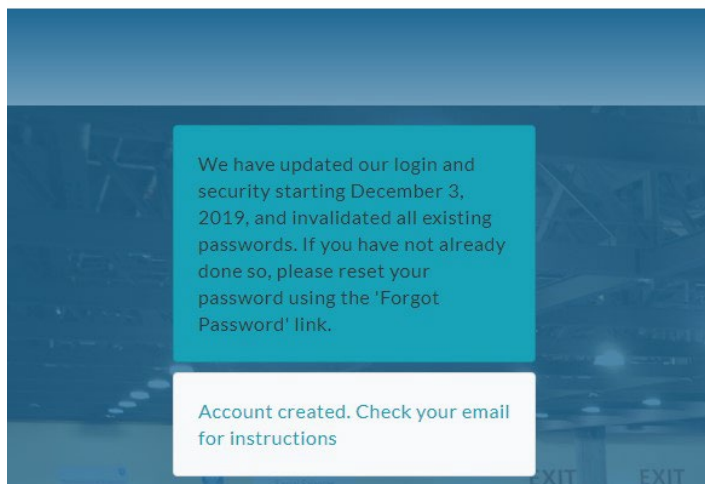 We have updated our login and
security starting December 3,
2019, and invalidated all existing
passwords. If you have not already
done so, please reset your
password using the 'Forgot
Password' link.
Account created. Check your email
for instructions
EXIT EXIT